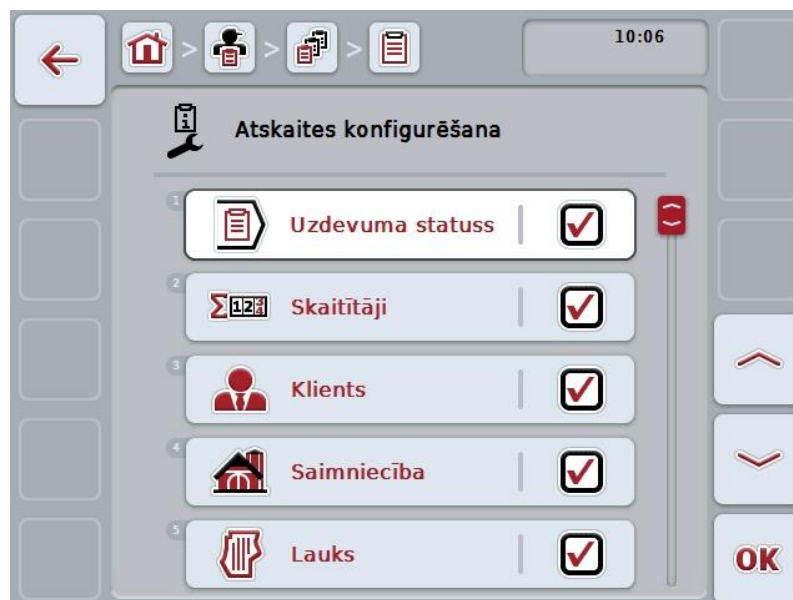 10:06
Atskaites konfigurēšana
1
Uzdevuma statuss
2
Skaitītāji
3
Klients
4
Saimniecība
5
Lauks
OK